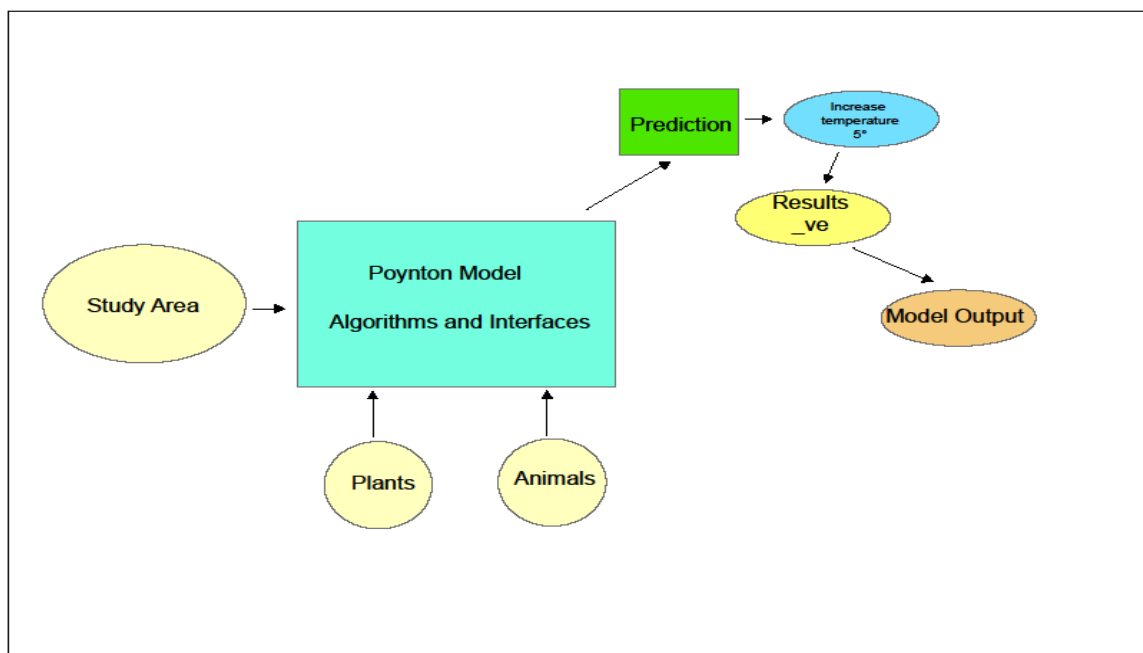 Study Area
Poynton Model
Algorithms and Interfaces
Plants
Animals
Prediction
Increase
temperature
5°
Results
_ve
Model Output